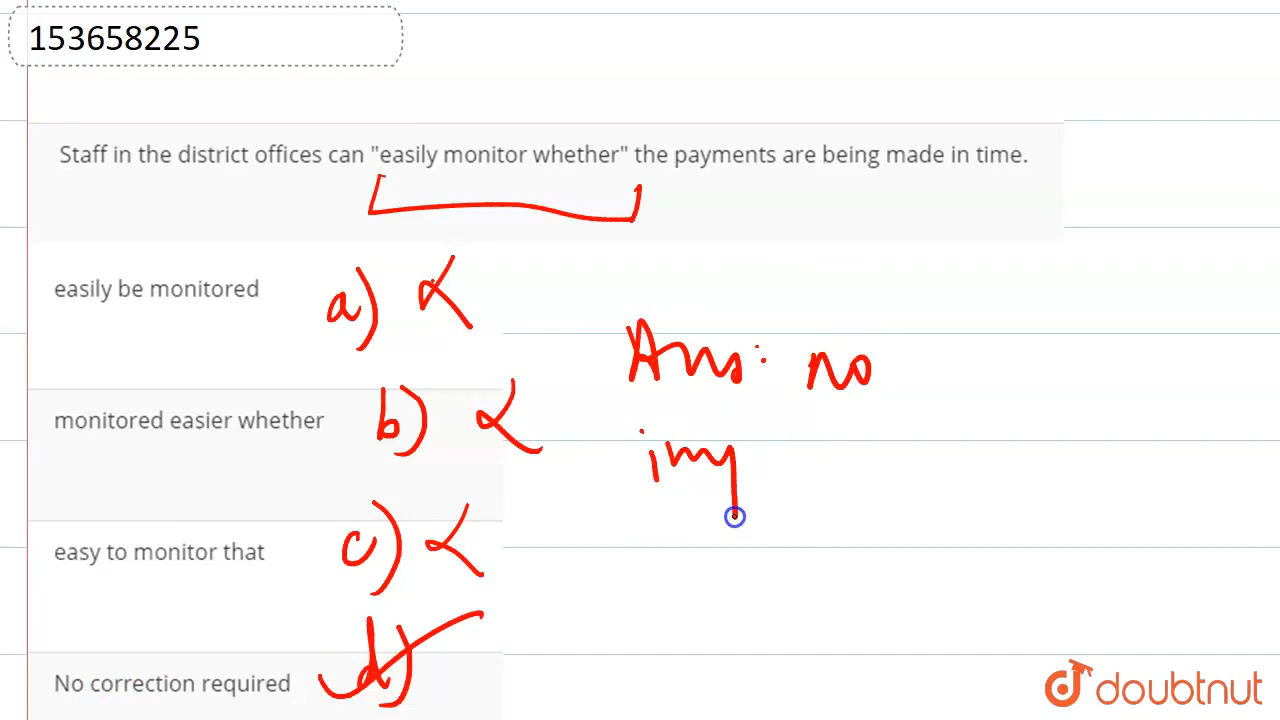 153658225
Staff in the district offices can "easily monitor whether" the payments are being made in time.
easily be monitored a)
Ans: no
monitored easier whether b)
imp
easy to monitor that c)
No correction required d)
doubtnut